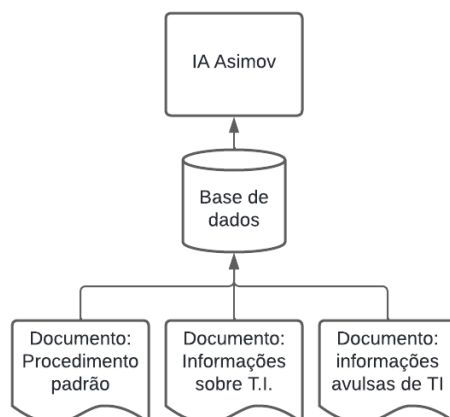 IA Asimov
Base de
dados
Documento:
Procedimento
padrão
Documento:
Informações
sobre T.I.
Documento:
informações
avulsas de TI